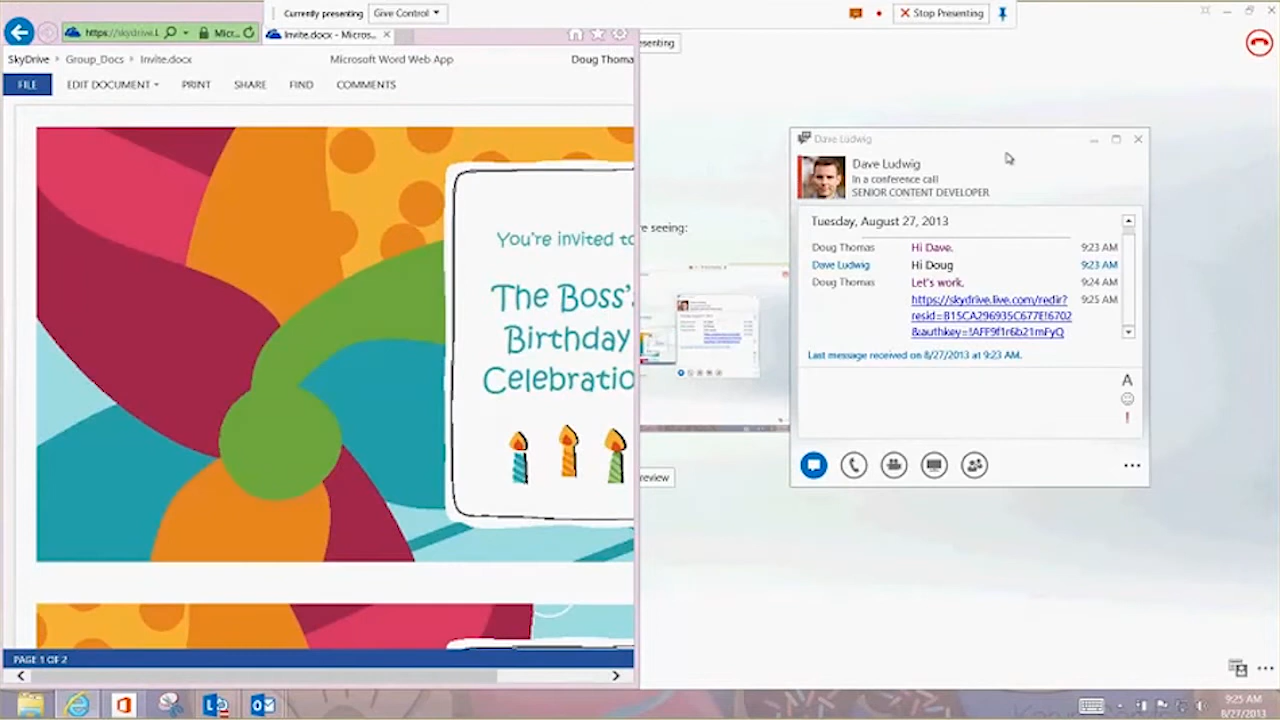 Currently presenting
Give Control
Stop Presenting
https://skydrive.l
Micr...
Invite.docx - Micros...
senting
SkyDrive
Group_Docs
Invite.docx
Microsoft Word Web App
Doug Thoma
FILE
EDIT DOCUMENT
PRINT
SHARE
FIND
COMMENTS
You're invited to
The Boss's
Birthday
Celebratio
e seeing:
review
Dave Ludwig
Dave Ludwig
In a conference call
SENIOR CONTENT DEVELOPER
Tuesday, August 27, 2013
Doug Thomas Hi Dave. 9:23 AM
Dave Ludwig Hi Doug 9:23 AM
Doug Thomas Let's work. 9:24 AM
https://skydrive.live.com/redir? 9:25 AM
resid=B15CA296935C677E!6702
&authkey=!AFF9f1r6b21mFyQ
Last message received on 8/27/2013 at 9:23 AM.
A
PAGE 1 OF 2
9:25 AM
8/27/2013